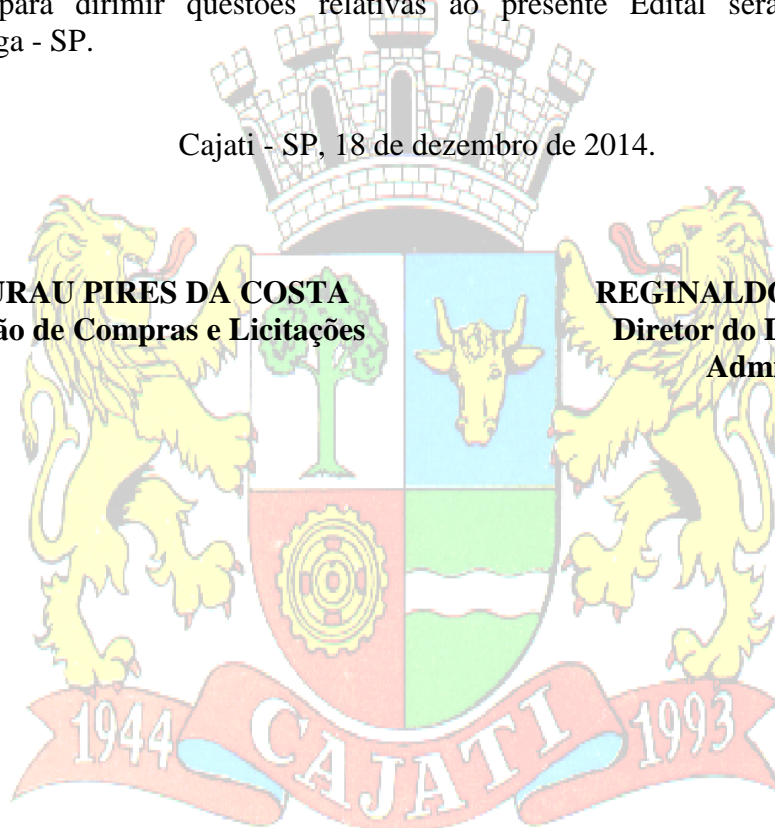 para dirimir questões relativas ao presente Edital será
ga - SP.
Cajati - SP, 18 de dezembro de 2014.
URAU PIRES DA COSTA
ão de Compras e Licitações
REGINALDO
Diretor do D
Admi
1944 CAJATI 1993